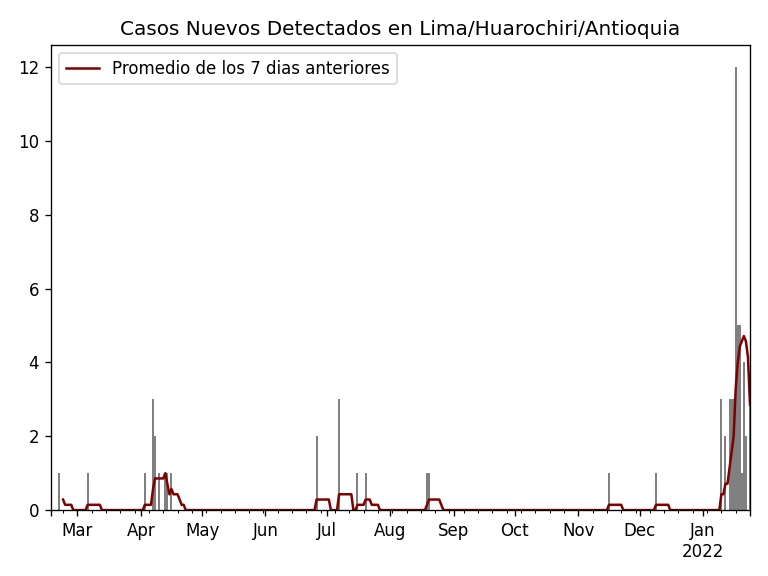 Casos Nuevos Detectados en Lima/Huarochiri/Antioquia
Promedio de los 7 dias anteriores
12
10
8
6
4
2
0
Mar Apr May Jun Jul Aug Sep Oct Nov Dec Jan
2022